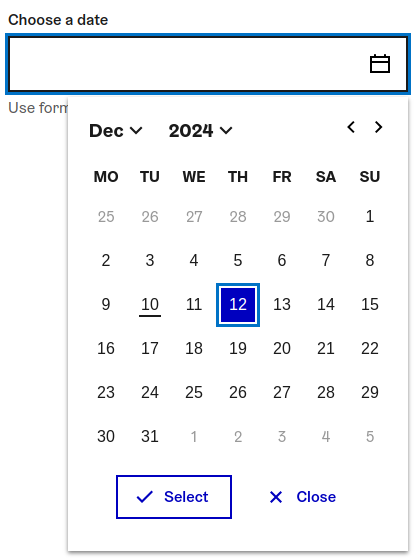 Choose a date
Use form
Dec 2024
MO TU WE TH FR SA SU
25 26 27 28 29 30 1
2 3 4 5 6 7 8
9 10 11 12 13 14 15
16 17 18 19 20 21 22
23 24 25 26 27 28 29
30 31 1 2 3 4 5
Select Close